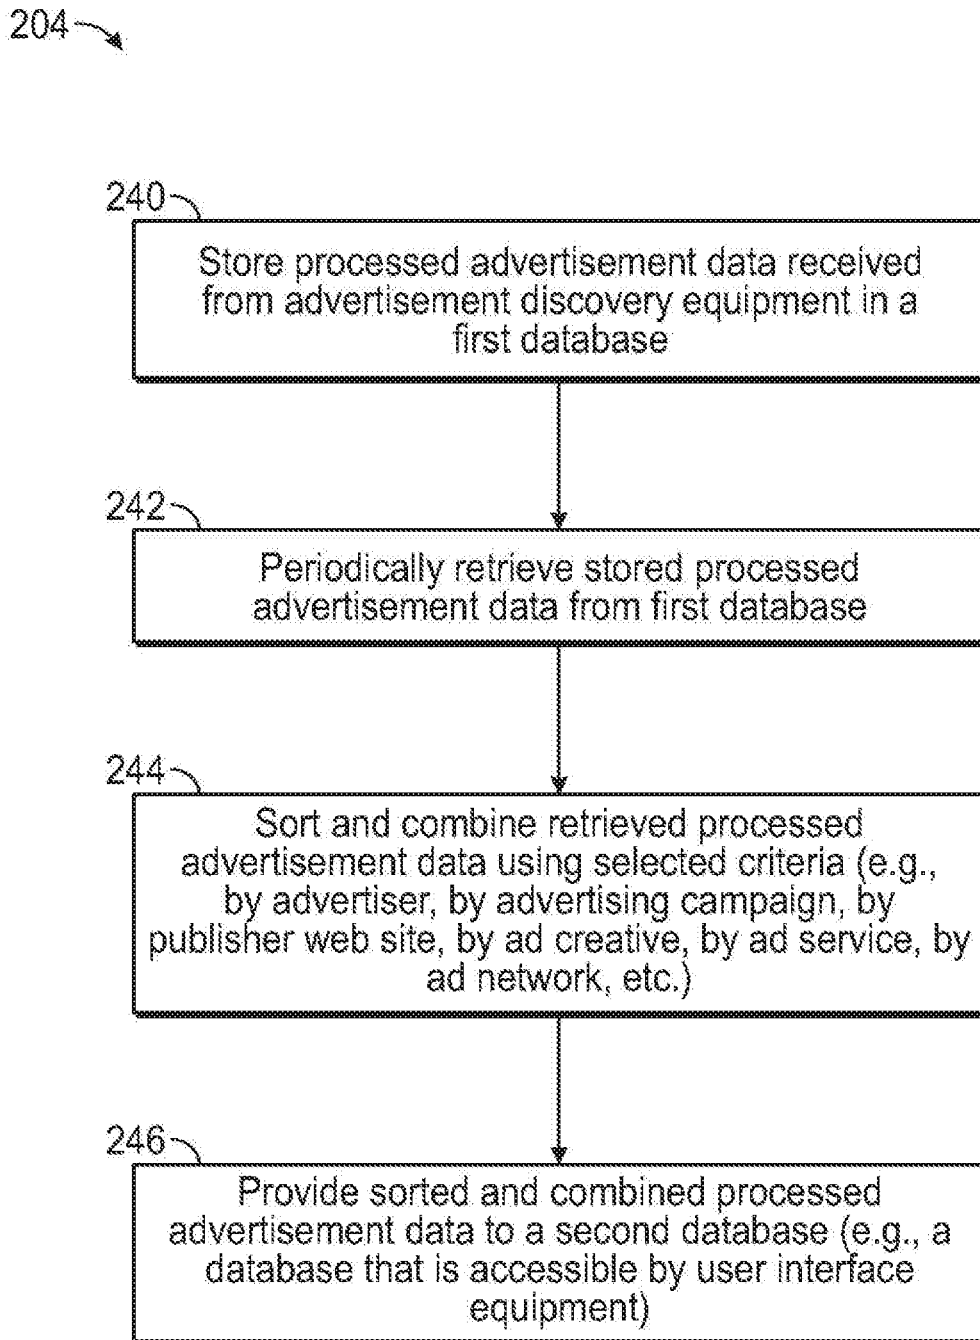 204
240
Store processed advertisement data received
from advertisement discovery equipment in a
first database
242
Periodically retrieve stored processed
advertisement data from first database
244
Sort and combine retrieved processed
advertisement data using selected criteria (e.g.,
by advertiser, by advertising campaign, by
publisher web site, by ad creative, by ad service, by
ad network, etc.)
246
Provide sorted and combined processed
advertisement data to a second database (e.g., a
database that is accessible by user interface
equipment)